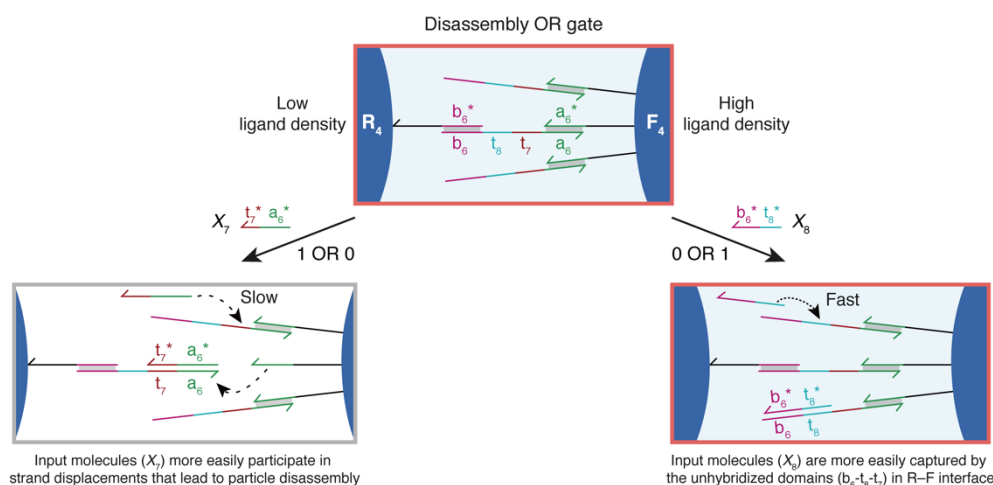 Disassembly OR gate
Low
ligand density
R₄
b₆*
a₆*
b₆ t₈ t₇ a₆
F₄
High
ligand density
X₇ t₇* a₆*
1 OR 0
b₆* t₈* X₈
0 OR 1
Slow
t₇* a₆*
t₇ a₆
Fast
b₆* t₈*
b₆ t₈
Input molecules (X₇) more easily participate in
strand displacements that lead to particle disassembly
Input molecules (X₈) are more easily captured by
the unhybridized domains (b₆-t₈-t₇) in R–F interface